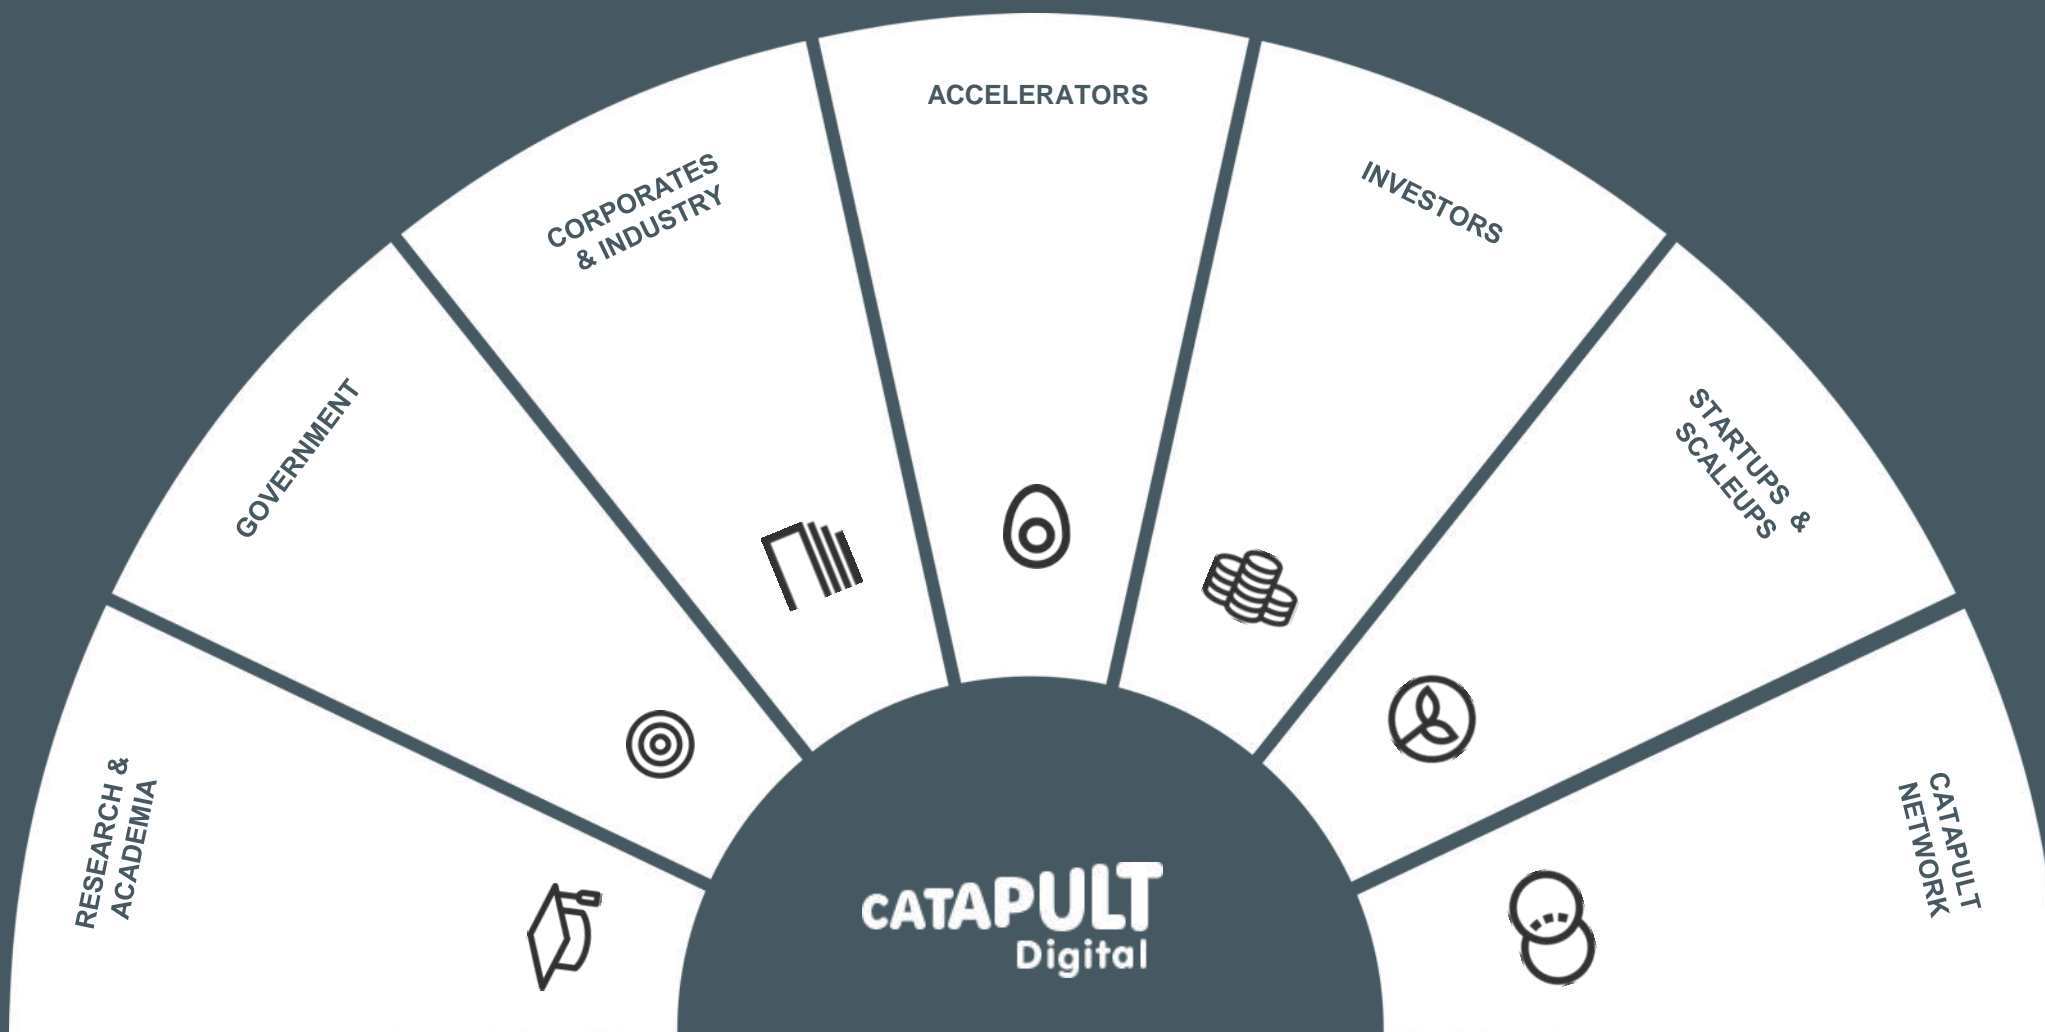 RESEARCH &
ACADEMIA
GOVERNMENT
CORPORATES
& INDUSTRY
ACCELERATORS
INVESTORS
STARTUPS &
SCALEUPS
CATAPULT
NETWORK
CATAPULT
Digital